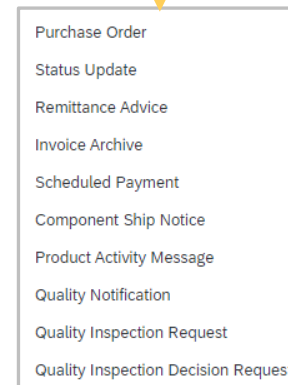 Purchase Order
Status Update
Remittance Advice
Invoice Archive
Scheduled Payment
Component Ship Notice
Product Activity Message
Quality Notification
Quality Inspection Request
Quality Inspection Decision Reques